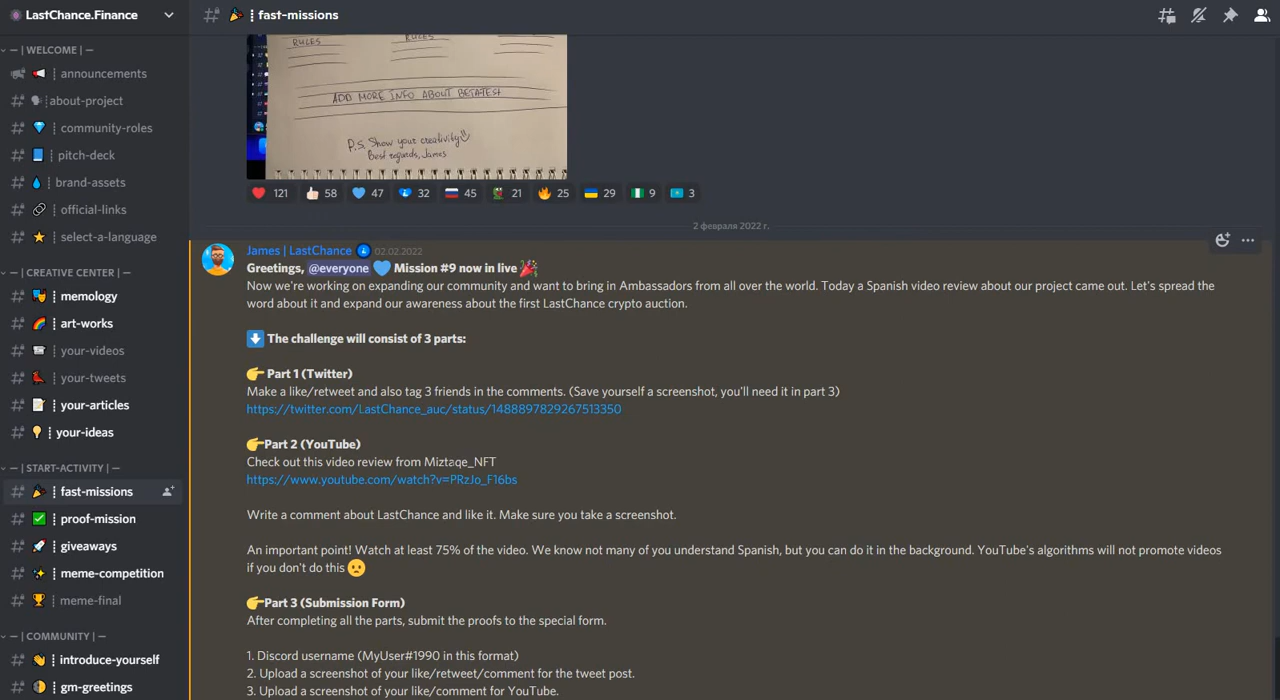 LastChance.Finance
— | WELCOME | —
announcements
about-project
community-roles
pitch-deck
brand-assets
official-links
select-a-language
— | CREATIVE CENTER | —
memology
art-works
your-videos
your-tweets
your-articles
your-ideas
— | START-ACTIVITY | —
fast-missions
proof-mission
giveaways
meme-competition
meme-final
— | COMMUNITY | —
introduce-yourself
gm-greetings
fast-missions
RULES RULES
ADD MORE INFO ABOUT BETATEST
P.S. Show your creativity
Best regards, James
121 58 47 32 45 21 25 29 9 3
2 февраля 2022 г.
James | LastChance 02.02.2022
Greetings, @everyone 💙 Mission #9 now in live 🎉
Now we're working on expanding our community and want to bring in Ambassadors from all over the world. Today a Spanish video review about our project came out. Let's spread the
word about it and expand our awareness about the first LastChance crypto auction.
⬇️ The challenge will consist of 3 parts:
👉 Part 1 (Twitter)
Make a like/retweet and also tag 3 friends in the comments. (Save yourself a screenshot, you'll need it in part 3)
https://twitter.com/LastChance_auc/status/1488897829267513350
👉Part 2 (YouTube)
Check out this video review from Miztaqe_NFT
https://www.youtube.com/watch?v=PRzJo_F16bs
Write a comment about LastChance and like it. Make sure you take a screenshot.
An important point! Watch at least 75% of the video. We know not many of you understand Spanish, but you can do it in the background. YouTube's algorithms will not promote videos
if you don't do this 😟
👉Part 3 (Submission Form)
After completing all the parts, submit the proofs to the special form.
1. Discord username (MyUser#1990 in this format)
2. Upload a screenshot of your like/retweet/comment for the tweet post.
3. Upload a screenshot of your like/comment for YouTube.